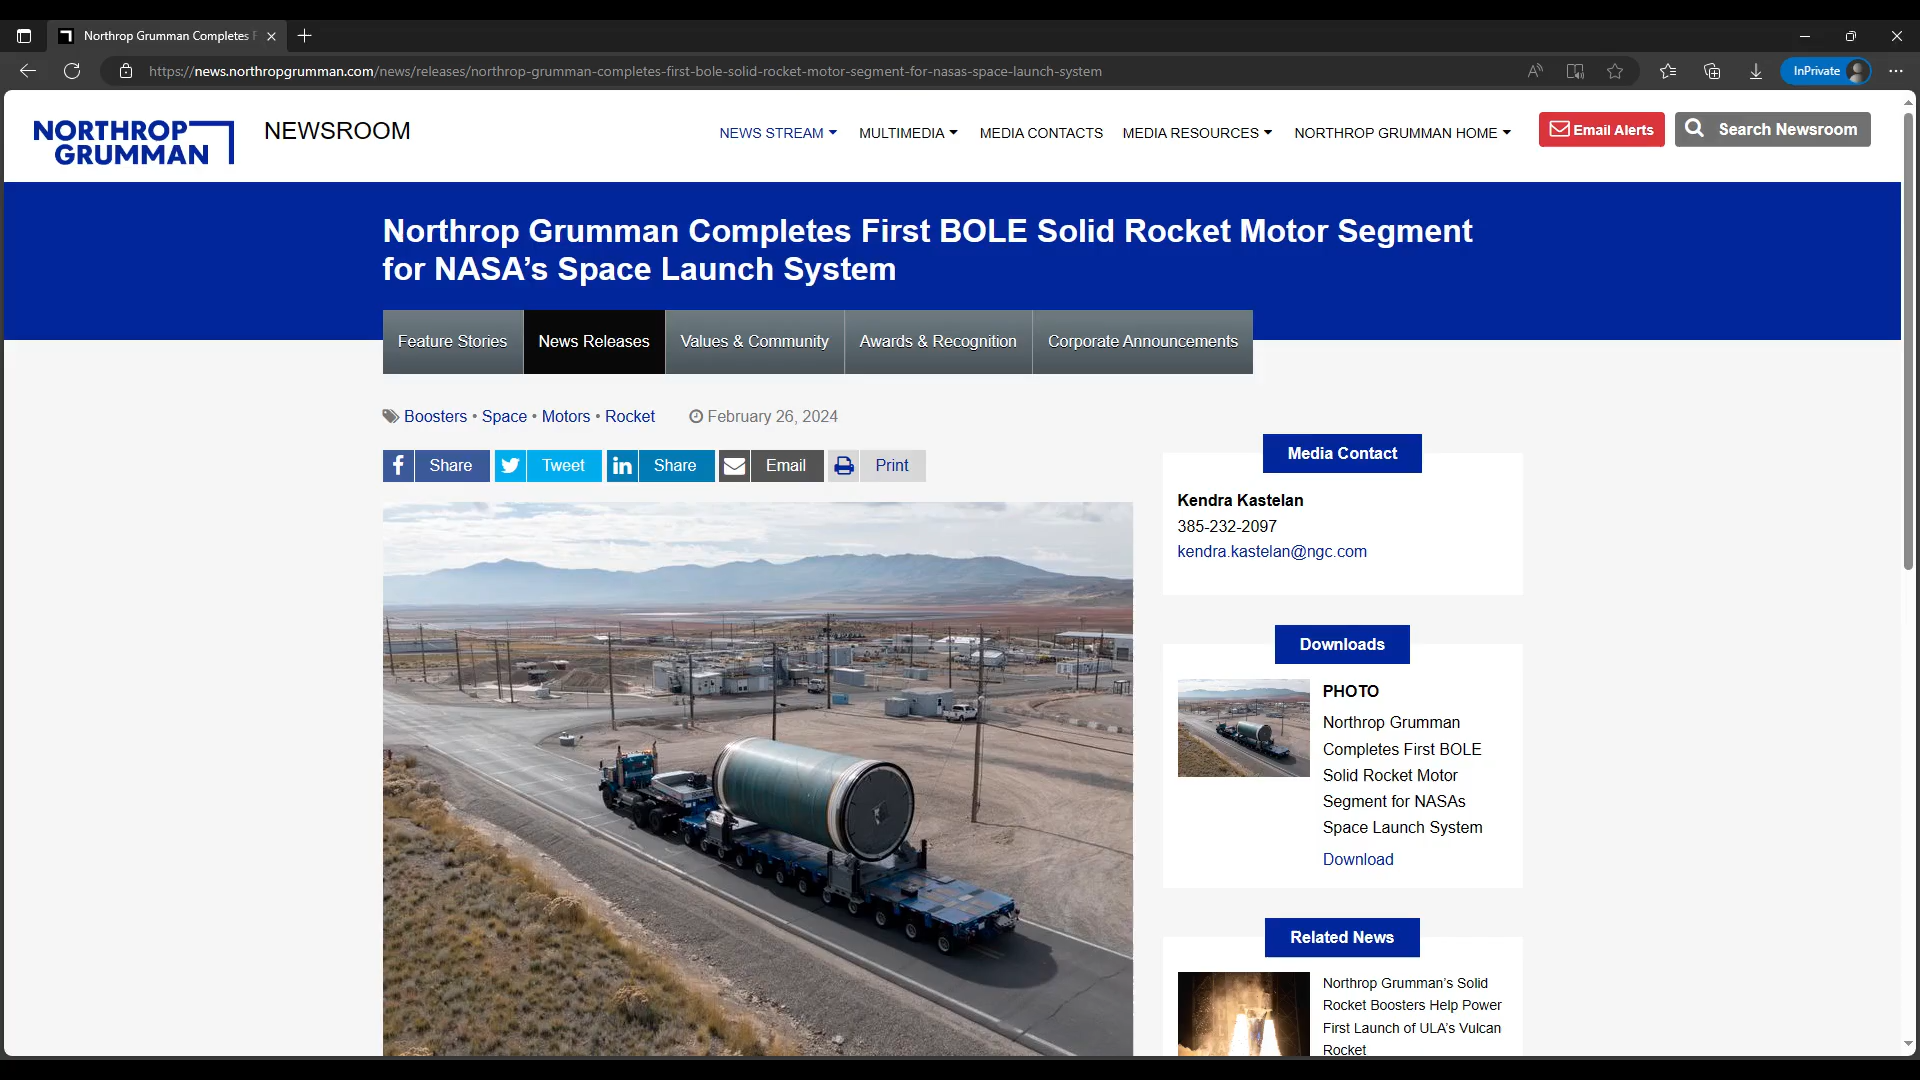 Northrop Grumman Completes F
https://news.northropgrumman.com/news/releases/northrop-grumman-completes-first-bole-solid-rocket-motor-segment-for-nasas-space-launch-system
InPrivate
NORTHROP
GRUMMAN
NEWSROOM
NEWS STREAM
MULTIMEDIA
MEDIA CONTACTS
MEDIA RESOURCES
NORTHROP GRUMMAN HOME
Email Alerts
Search Newsroom
Northrop Grumman Completes First BOLE Solid Rocket Motor Segment
for NASA’s Space Launch System
Feature Stories
News Releases
Values & Community
Awards & Recognition
Corporate Announcements
Boosters • Space • Motors • Rocket
February 26, 2024
Share
Tweet
Share
Email
Print
Media Contact
Kendra Kastelan
385-232-2097
kendra.kastelan@ngc.com
Downloads
PHOTO
Northrop Grumman
Completes First BOLE
Solid Rocket Motor
Segment for NASAs
Space Launch System
Download
Related News
Northrop Grumman’s Solid
Rocket Boosters Help Power
First Launch of ULA’s Vulcan
Rocket